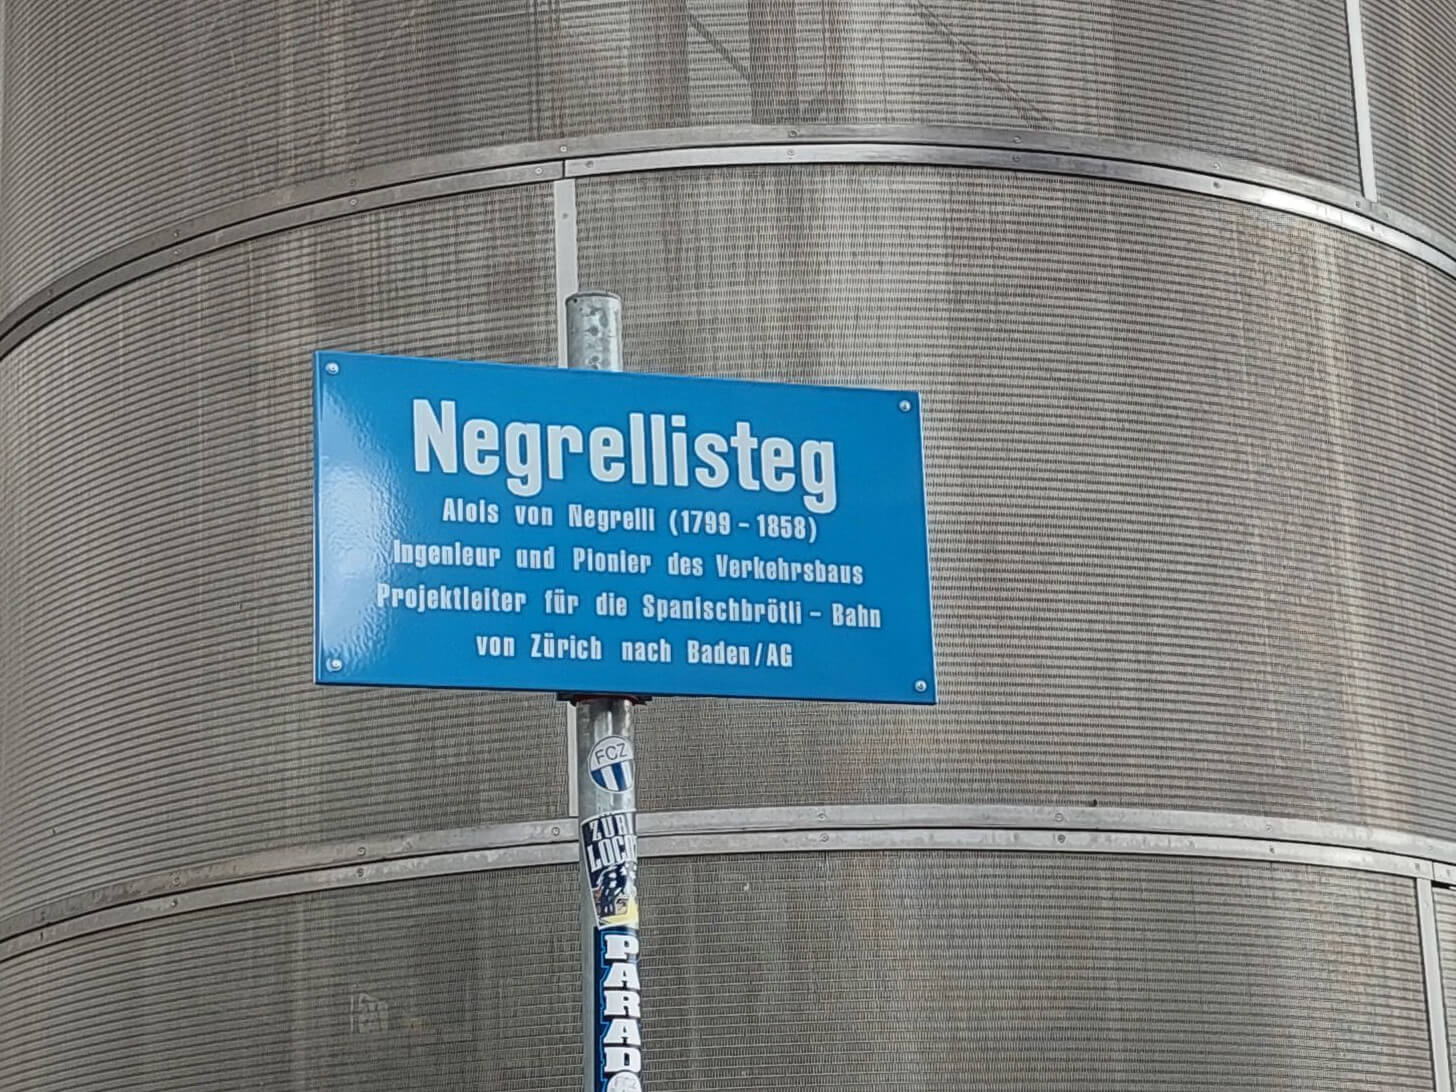 Negrellisteg
Alois von Negrelli (1799 - 1858)
Ingenieur und Pionier des Verkehrsbaus
Projektleiter für die Spanischbrötli - Bahn
von Zürich nach Baden/AG
FCZ